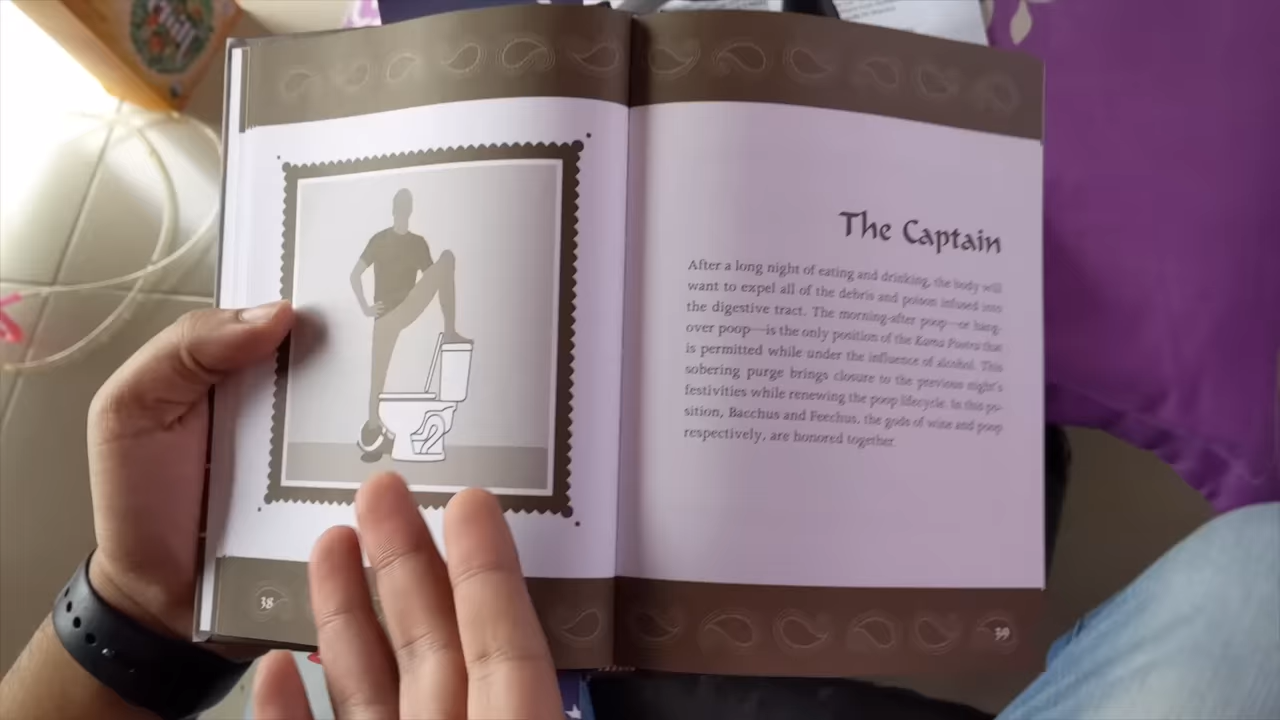 Chill
The Captain
After a long night of eating and drinking, the body will
want to expel all of the debris and poison infused into
the digestive tract. The morning-after poop—or hang-
over poop—is the only position of the Kama Pootra that
is permitted while under the influence of alcohol. This
sobering purge brings closure to the previous night's
festivities while renewing the poop lifecycle. In this po-
sition, Bacchus and Feechus, the gods of wine and poop
respectively, are honored together.
38
39